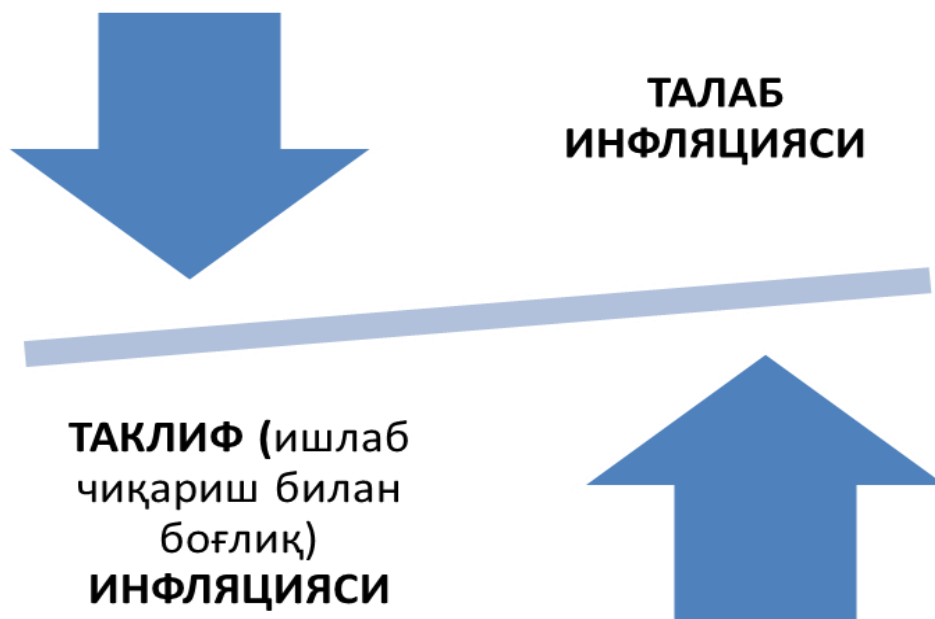 ТАЛАБ
ИНФЛЯЦИЯСИ
ТАКЛИФ (ишлаб
чиқариш билан
боғлиқ)
ИНФЛЯЦИЯСИ